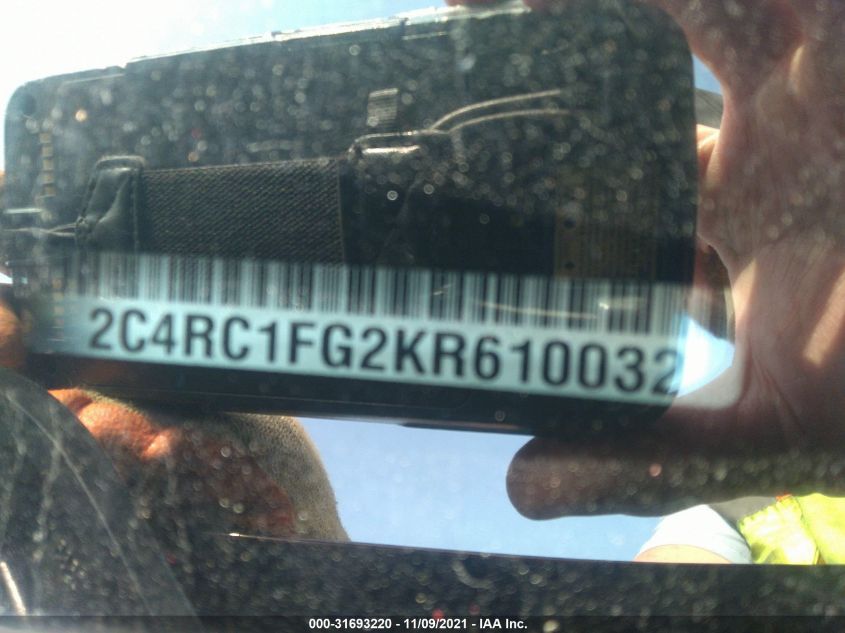 2C4RC1FG2KR610032
000-31693220 - 11/09/2021 - IAA Inc.